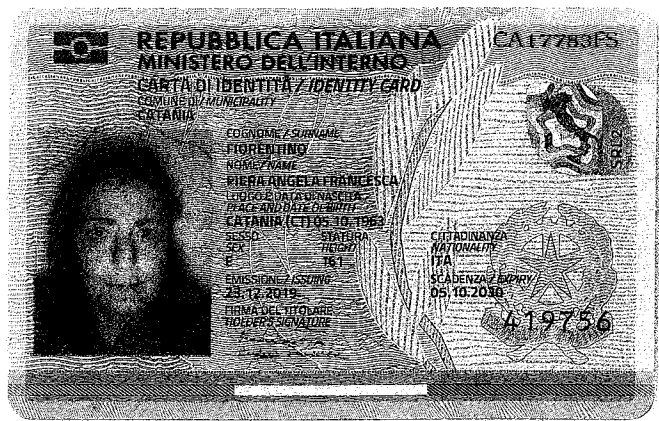 REPUBBLICA ITALIANA
CA17783FS
MINISTERO DELL'INTERNO
CARTA DI IDENTITÀ / IDENTITY CARD
COMUNE DI / MUNICIPALITY
CATANIA
COGNOME / SURNAME
FIORENTINO
NOME / NAME
PIERA ANGELA FRANCESCA
LUOGO E DATA DI NASCITA
PLACE AND DATE OF BIRTH
CATANIA (CT) 05.10.1963
SESSO
STATURA
CITTADINANZA
SEX
HEIGHT
NATIONALITY
F
161
ITA
EMISSIONE / ISSUING
SCADENZA / EXPIRY
23.12.2019
05.10.2030
FIRMA DEL TITOLARE
HOLDER'S SIGNATURE
419756